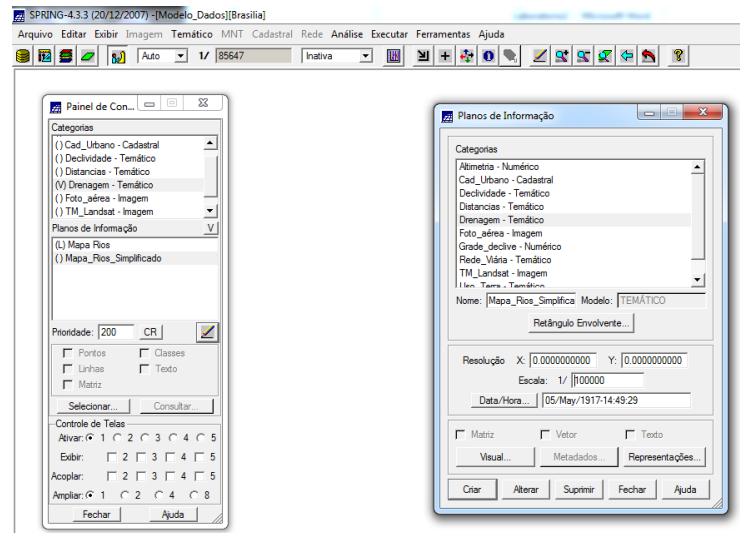 SPRING-4.3.3 (20/12/2007) -[Modelo_Dados][Brasilia]
Arquivo Editar Exibir Imagem Temático MNT Cadastral Rede Análise Executar Ferramentas Ajuda
Auto 1/ 85647 Inativa
Painel de Con...
Categorias
() Cad_Urbano - Cadastral
() Declividade - Temático
() Distancias - Temático
(V) Drenagem - Temático
() Foto_aérea - Imagem
() TM_Landsat - Imagem
Planos de Informação V
(L) Mapa Rios
() Mapa_Rios_Simplificado
Prioridade: 200 CR
Pontos Classes
Linhas Texto
Matriz
Selecionar... Consultar...
Controle de Telas
Ativar: 1 2 3 4 5
Exibir: 2 3 4 5
Acoplar: 2 3 4 5
Ampliar: 1 2 4 8
Fechar Ajuda
Planos de Informação
Categorias
Altimetria - Numérico
Cad_Urbano - Cadastral
Declividade - Temático
Distancias - Temático
Drenagem - Temático
Foto_aérea - Imagem
Grade_declive - Numérico
Rede_Viária - Temático
TM_Landsat - Imagem
Uso_Terra - Temático
Nome: Mapa_Rios_Simplifica Modelo: TEMÁTICO
Retângulo Envolvente...
Resolução X: 0.0000000000 Y: 0.0000000000
Escala: 1/ 100000
Data/Hora... 05/May/1917-14:49:29
Matriz Vetor Texto
Visual... Metadados... Representações...
Criar Alterar Suprimir Fechar Ajuda